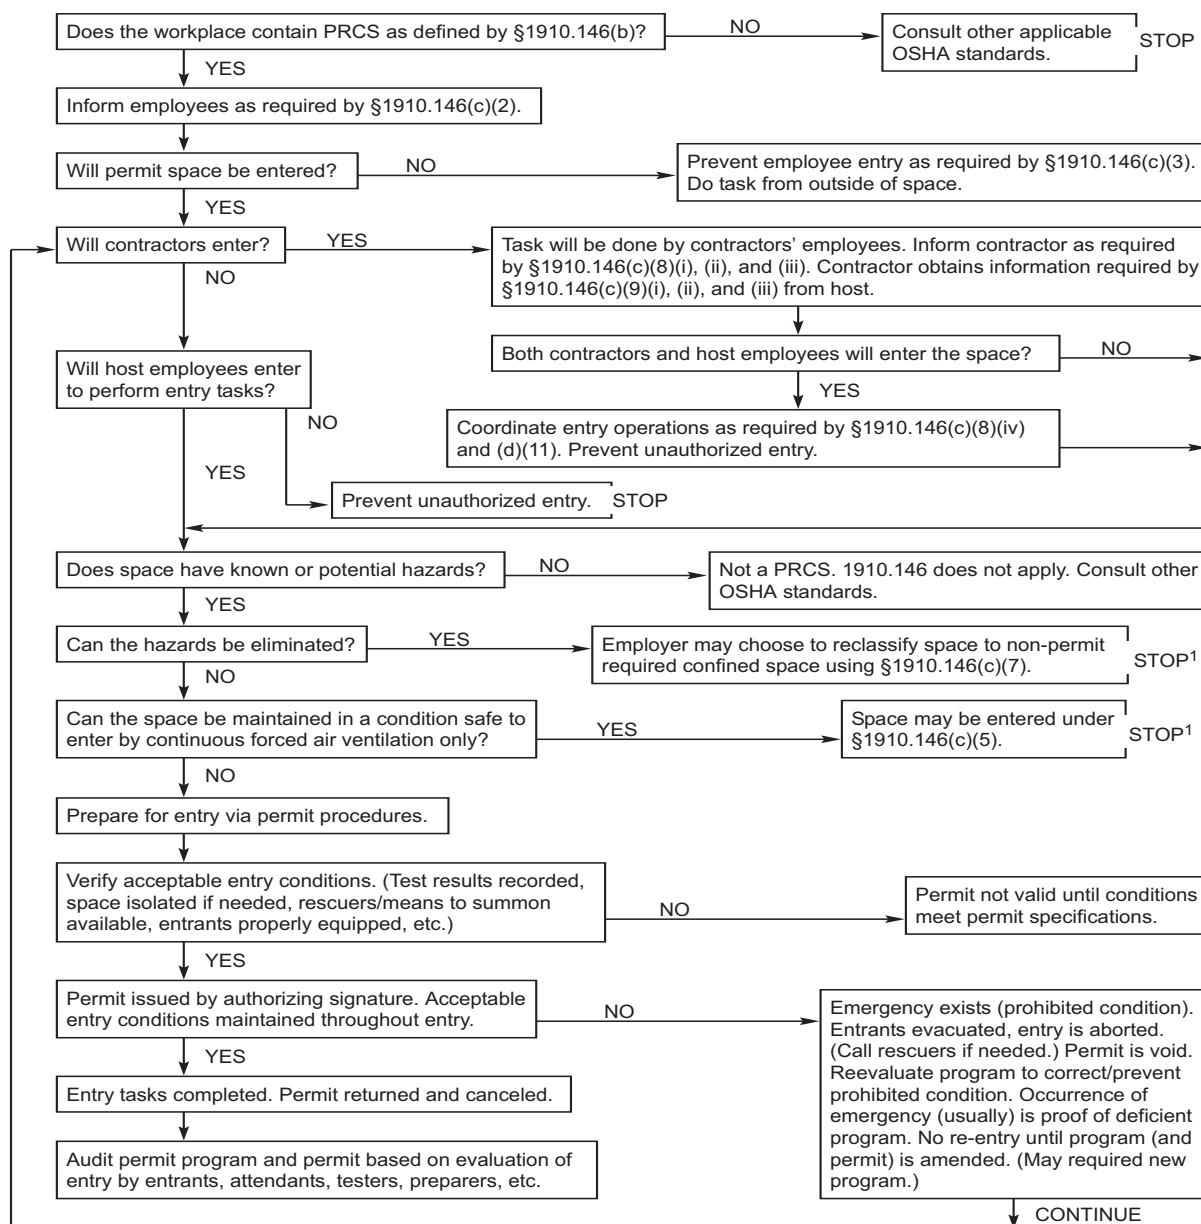 Does the workplace contain PRCS as defined by §1910.146(b)?
NO
Consult other applicable
OSHA standards.
STOP
YES
Inform employees as required by §1910.146(c)(2).
Will permit space be entered?
NO
Prevent employee entry as required by §1910.146(c)(3).
Do task from outside of space.
YES
Will contractors enter?
YES
Task will be done by contractors’ employees. Inform contractor as required
by §1910.146(c)(8)(i), (ii), and (iii). Contractor obtains information required by
§1910.146(c)(9)(i), (ii), and (iii) from host.
NO
Both contractors and host employees will enter the space?
NO
YES
Will host employees enter
to perform entry tasks?
NO
Coordinate entry operations as required by §1910.146(c)(8)(iv)
and (d)(11). Prevent unauthorized entry.
YES
Prevent unauthorized entry.
STOP
Does space have known or potential hazards?
NO
Not a PRCS. 1910.146 does not apply. Consult other
OSHA standards.
YES
Can the hazards be eliminated?
YES
Employer may choose to reclassify space to non-permit
required confined space using §1910.146(c)(7).
STOP1
NO
Can the space be maintained in a condition safe to
enter by continuous forced air ventilation only?
YES
Space may be entered under
§1910.146(c)(5).
STOP1
NO
Prepare for entry via permit procedures.
Verify acceptable entry conditions. (Test results recorded,
space isolated if needed, rescuers/means to summon
available, entrants properly equipped, etc.)
NO
Permit not valid until conditions
meet permit specifications.
YES
Permit issued by authorizing signature. Acceptable
entry conditions maintained throughout entry.
NO
Emergency exists (prohibited condition).
Entrants evacuated, entry is aborted.
(Call rescuers if needed.) Permit is void.
Reevaluate program to correct/prevent
prohibited condition. Occurrence of
emergency (usually) is proof of deficient
program. No re-entry until program (and
permit) is amended. (May required new
program.)
YES
Entry tasks completed. Permit returned and canceled.
Audit permit program and permit based on evaluation of
entry by entrants, attendants, testers, preparers, etc.
CONTINUE